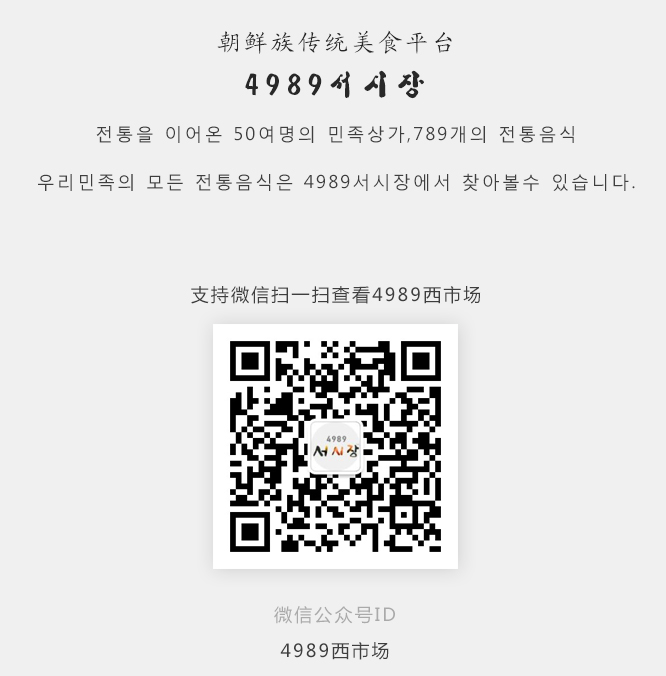 朝鲜族传统美食平台
4989서시장
전통을 이어온 50여명의 민족상가,789개의 전통음식
우리민족의 모든 전통음식은 4989서시장에서 찾아볼수 있습니다.
支持微信扫一扫查看4989西市场
4989
서시장
微信公众号ID
4989西市场